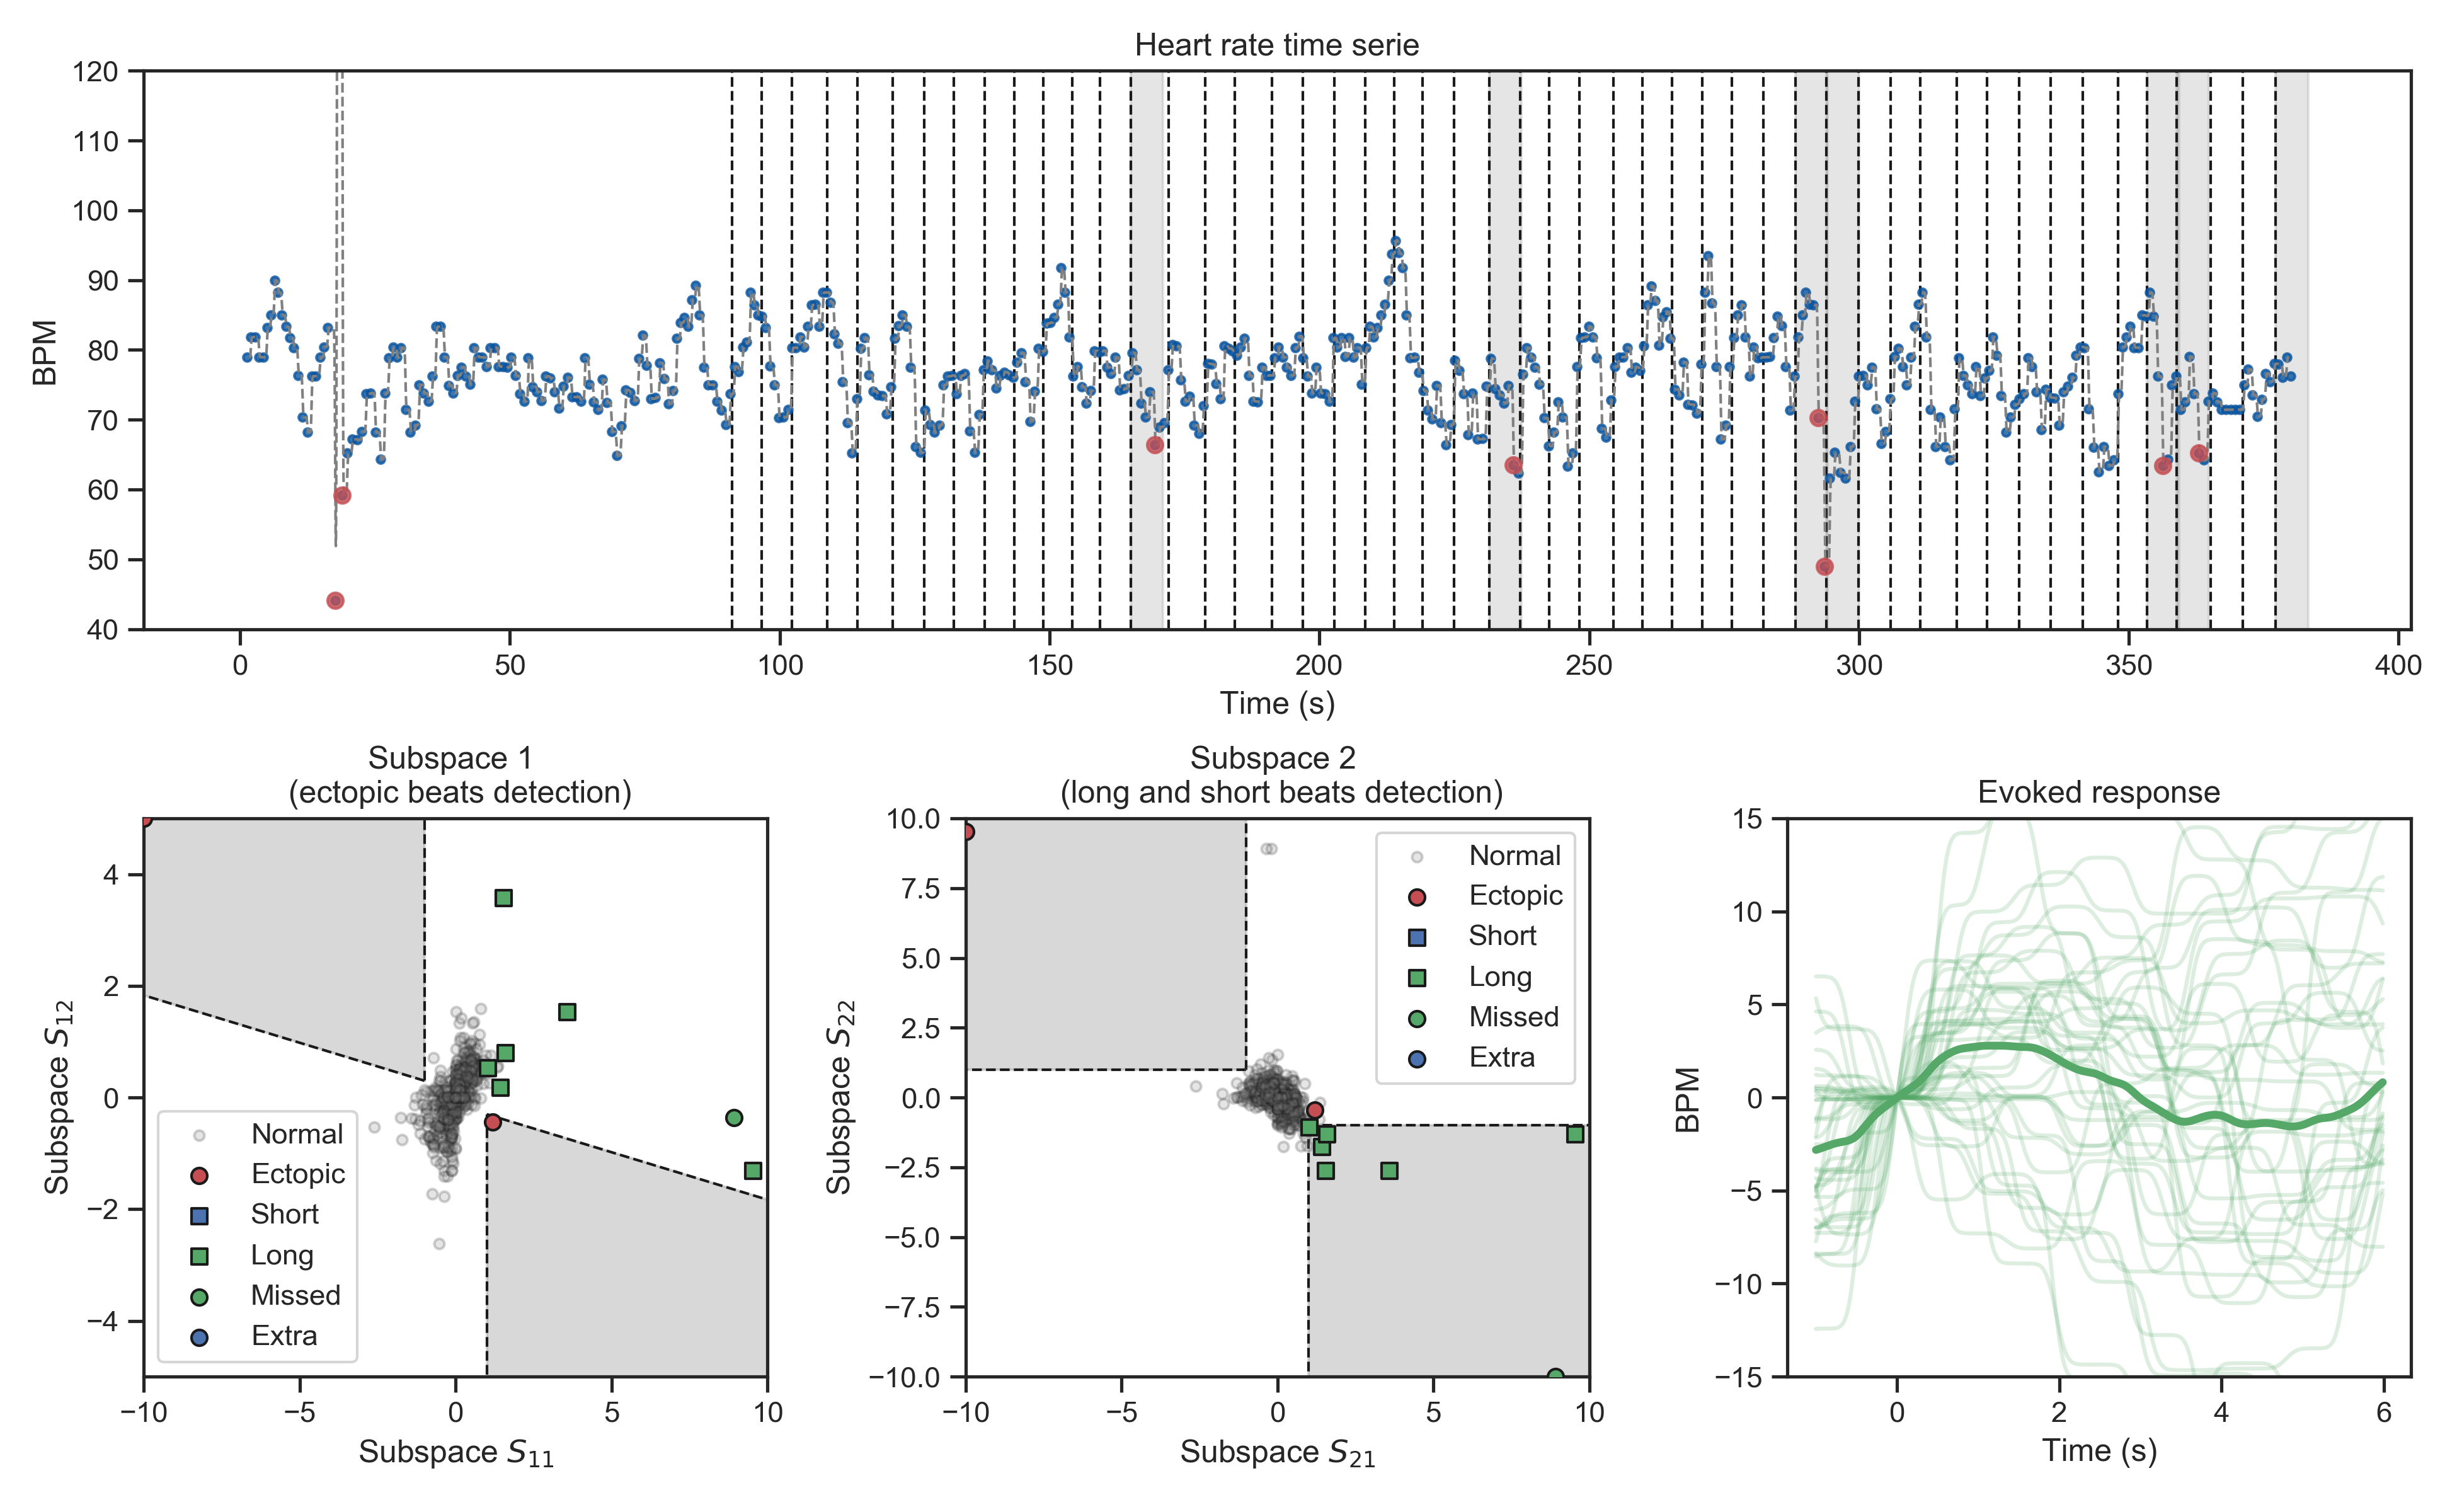 Heart rate time serie
120
110
100
90
80
70
60
50
40
BPM
0 50 100 150 200 250 300 350 400
Time (s)
Subspace 1
(ectopic beats detection)
4
2
0
−2
−4
Subspace S12
Normal
Ectopic
Short
Long
Missed
Extra
−10 −5 0 5 10
Subspace S11
Subspace 2
(long and short beats detection)
10.0
7.5
5.0
2.5
0.0
−2.5
−5.0
−7.5
−10.0
Subspace S22
Normal
Ectopic
Short
Long
Missed
Extra
−10 −5 0 5 10
Subspace S21
Evoked response
15
10
5
0
−5
−10
−15
BPM
0 2 4 6
Time (s)